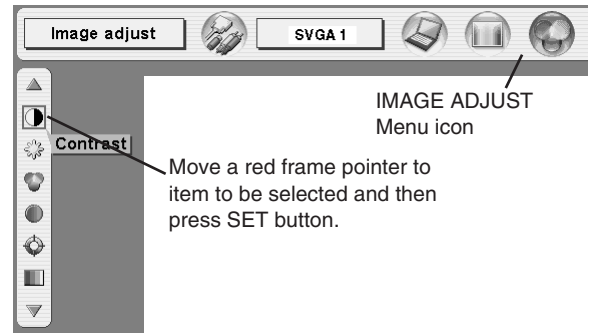 Image adjust
SVGA 1
IMAGE ADJUST
Menu icon
Contrast
Move a red frame pointer to
item to be selected and then
press SET button.